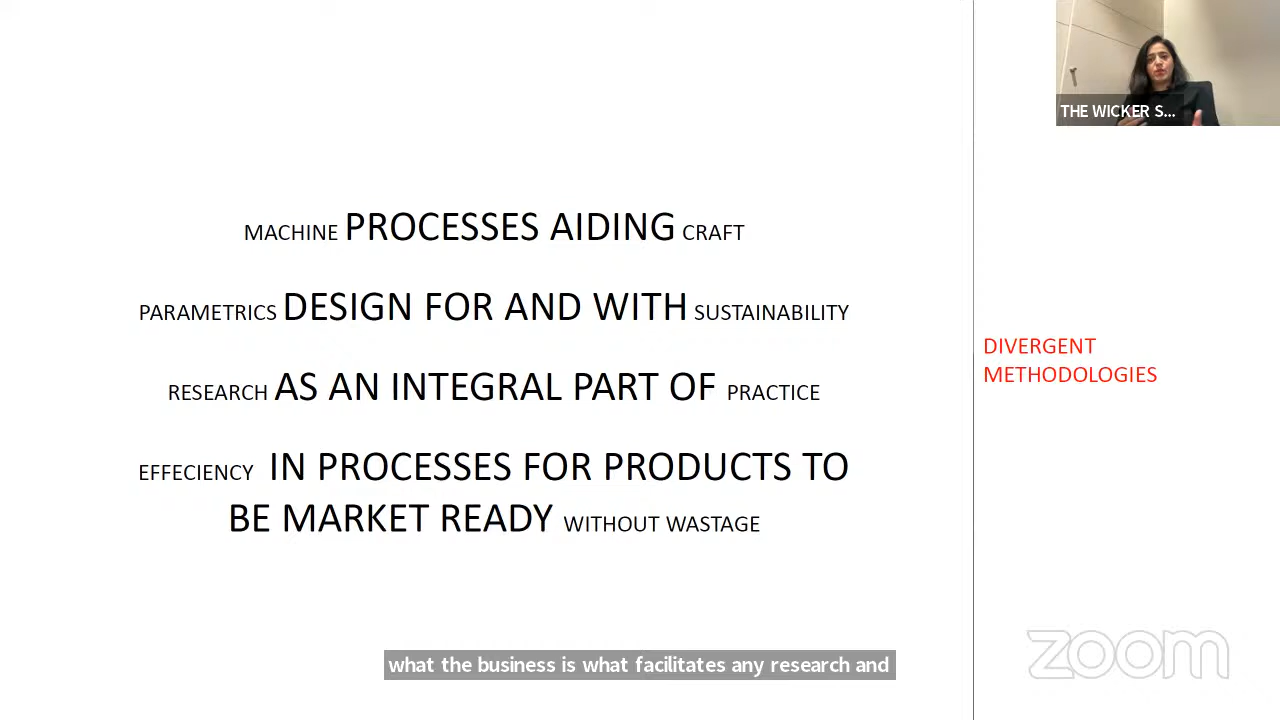 THE WICKER S...
MACHINE PROCESSES AIDING CRAFT
PARAMETRICS DESIGN FOR AND WITH SUSTAINABILITY
RESEARCH AS AN INTEGRAL PART OF PRACTICE
EFFECIENCY IN PROCESSES FOR PRODUCTS TO
BE MARKET READY WITHOUT WASTAGE
DIVERGENT
METHODOLOGIES
what the business is what facilitates any research and
zoom